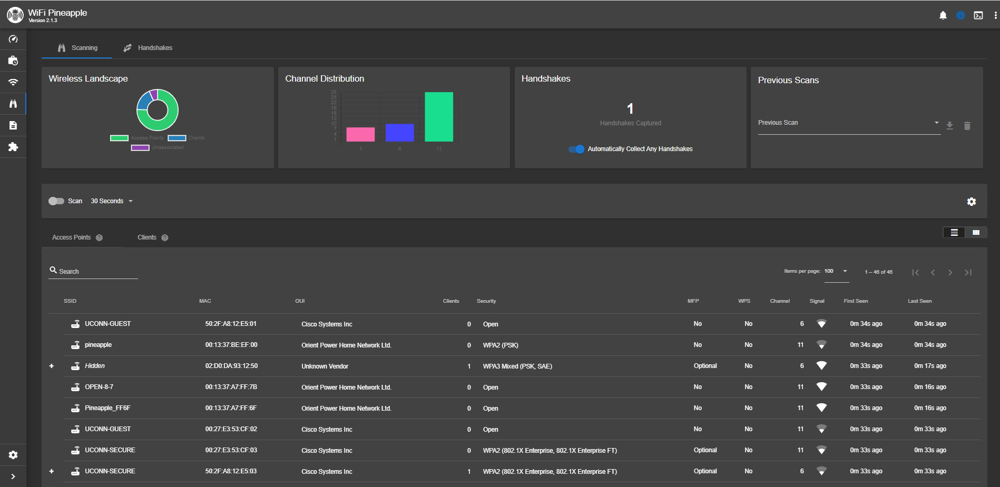 WiFi Pineapple
Version 2.1.3
Scanning
Handshakes
Wireless Landscape
Access Points
Clients
Unassociated
Channel Distribution
28
25
22
19
16
13
10
7
4
1
1 6 11
Handshakes
1
Handshakes Captured
Automatically Collect Any Handshakes
Previous Scans
Previous Scan
Scan 30 Seconds
Access Points ?
Clients ?
Search
Items per page: 100 1 – 46 of 46
SSID MAC OUI Clients Security MFP WPS Channel Signal First Seen Last Seen
UCONN-GUEST 50:2F:A8:12:E5:01 Cisco Systems Inc 0 Open No No 6 0m 34s ago 0m 34s ago
pineapple 00:13:37:BE:EF:00 Orient Power Home Network Ltd. 0 WPA2 (PSK) No No 11 0m 34s ago 0m 34s ago
+ Hidden 02:D0:DA:93:12:50 Unknown Vendor 1 WPA3 Mixed (PSK, SAE) Optional No 6 0m 33s ago 0m 17s ago
OPEN-8-7 00:13:37:A7:FF:7B Orient Power Home Network Ltd. 0 Open No No 11 0m 33s ago 0m 16s ago
Pineapple_FF6F 00:13:37:A7:FF:6F Orient Power Home Network Ltd. 0 Open No No 11 0m 33s ago 0m 16s ago
UCONN-GUEST 00:27:E3:53:CF:02 Cisco Systems Inc 0 Open No No 11 0m 33s ago 0m 33s ago
UCONN-SECURE 00:27:E3:53:CF:03 Cisco Systems Inc 0 WPA2 (802.1X Enterprise, 802.1X Enterprise FT) Optional No 11 0m 33s ago 0m 33s ago
+ UCONN-SECURE 50:2F:A8:12:E5:03 Cisco Systems Inc 1 WPA2 (802.1X Enterprise, 802.1X Enterprise FT) Optional No 6 0m 33s ago 0m 33s ago